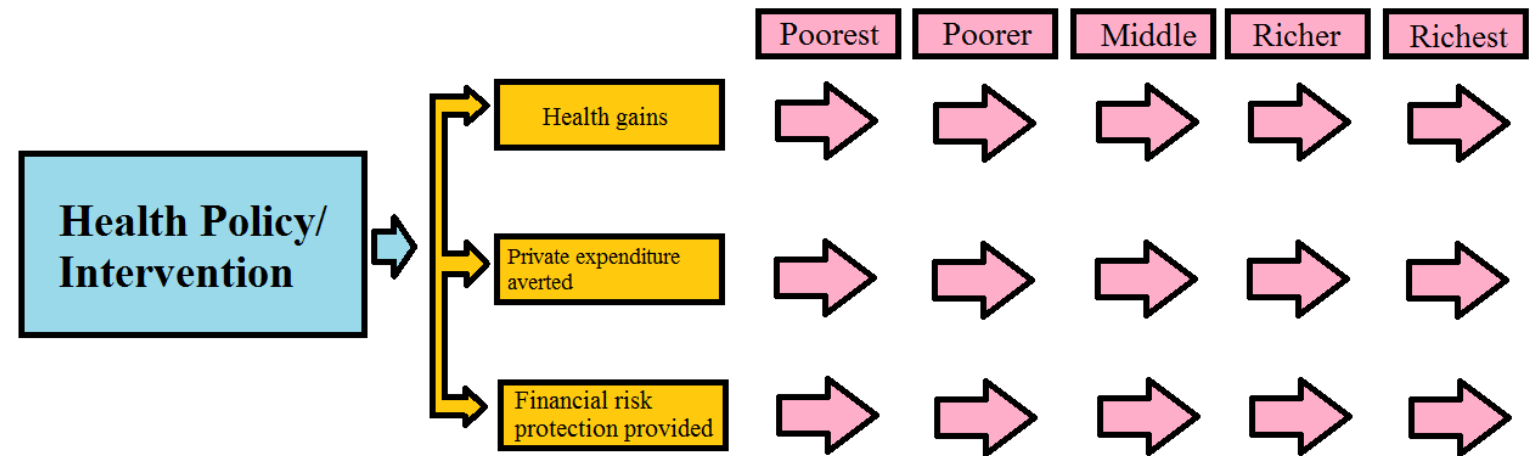 Poorest Poorer Middle Richer Richest
Health gains
Health Policy/
Intervention
Private expenditure
averted
Financial risk
protection provided